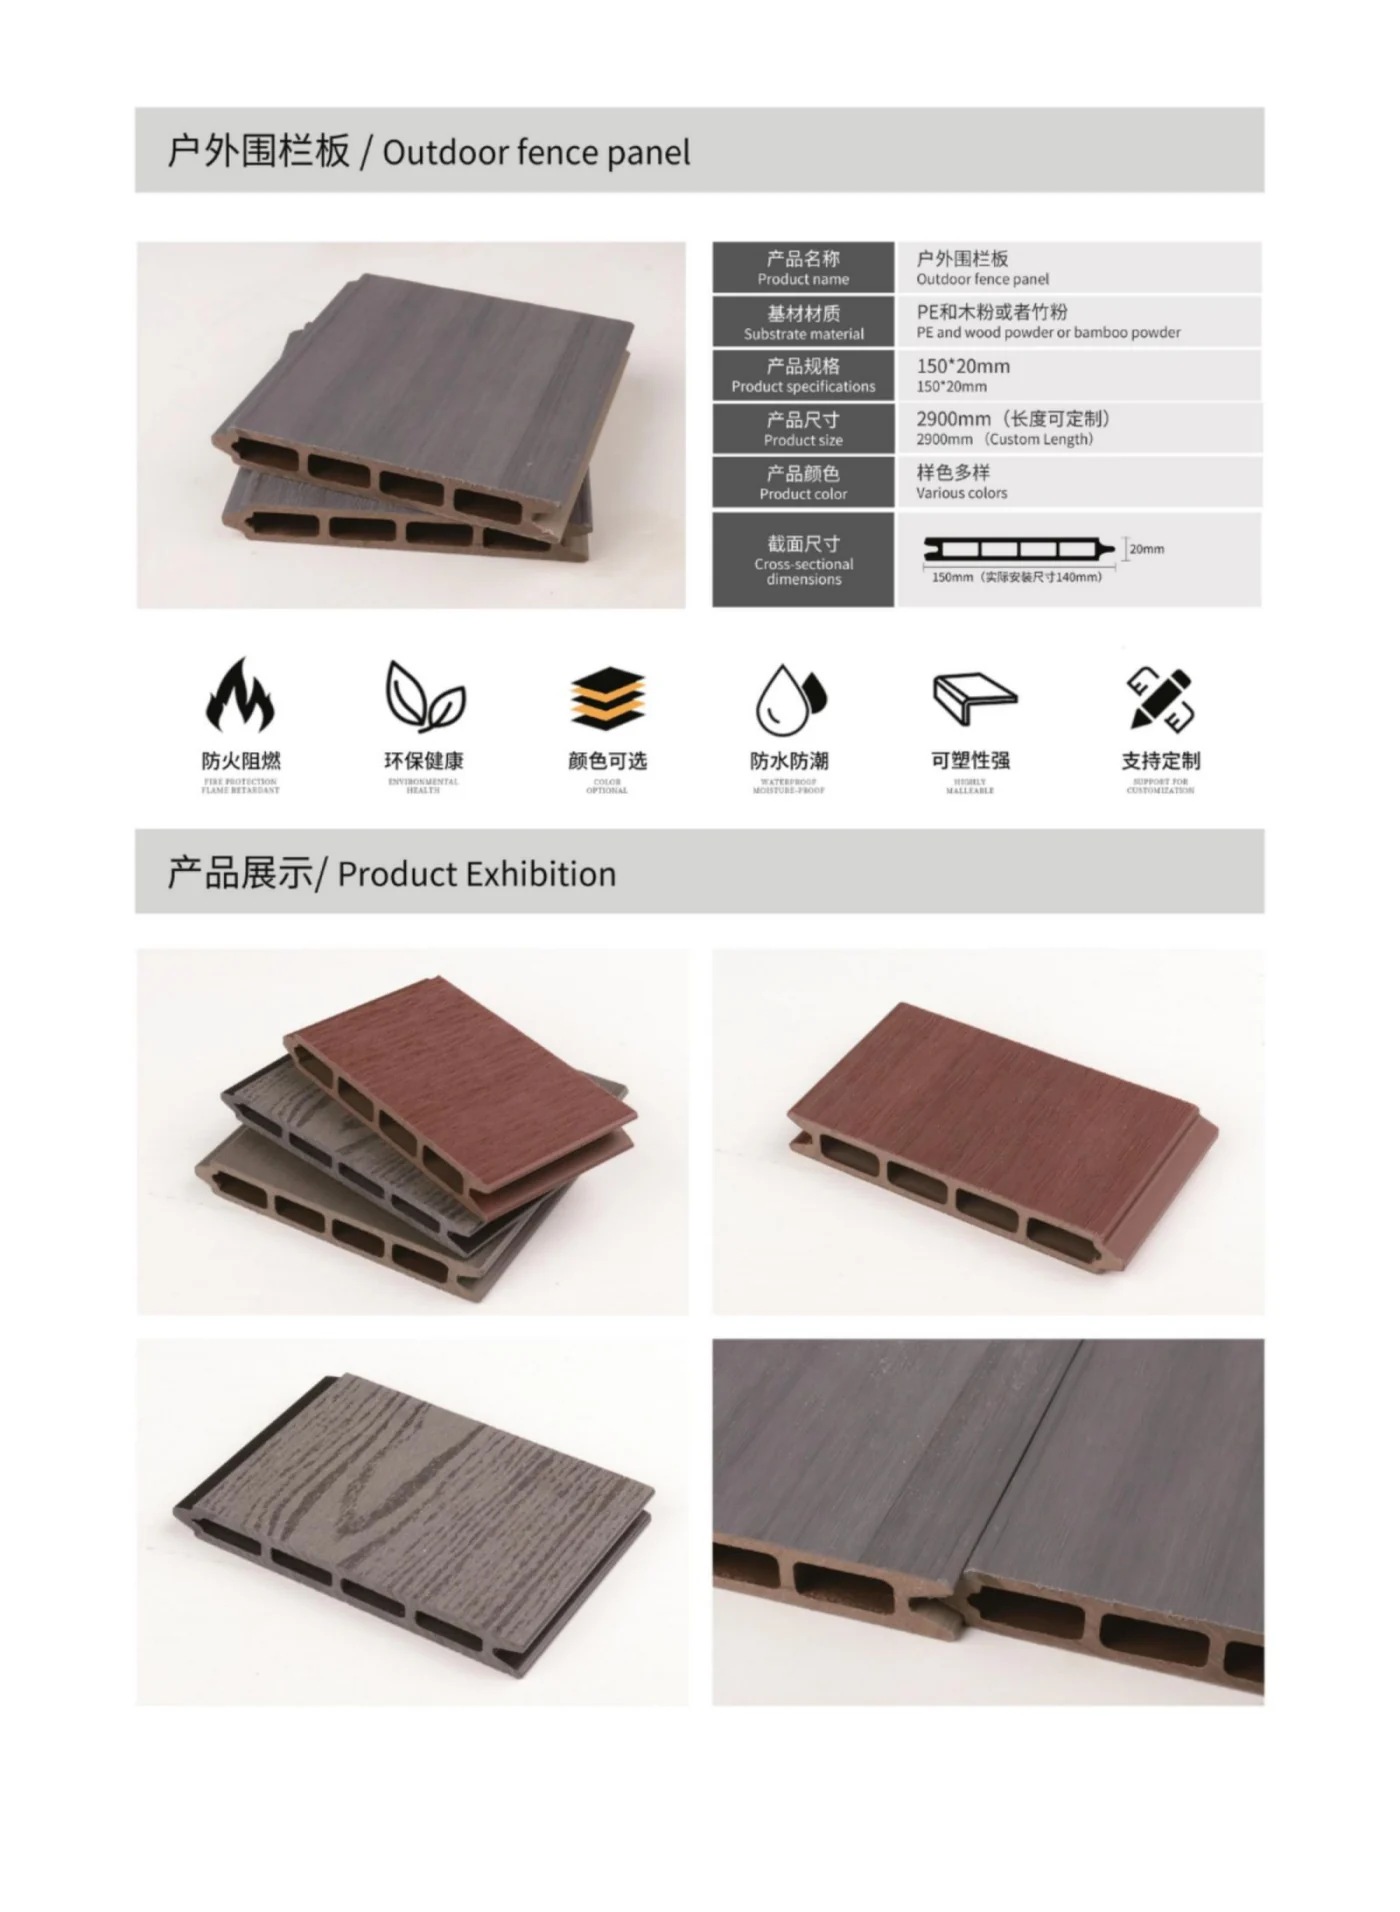 户外围栏板 / Outdoor fence panel
产品名称
Product name
户外围栏板
Outdoor fence panel
基材材质
Substrate material
PE和木粉或者竹粉
PE and wood powder or bamboo powder
产品规格
Product specifications
150*20mm
150*20mm
产品尺寸
Product size
2900mm（长度可定制）
2900mm （Custom Length）
产品颜色
Product color
样色多样
Various colors
截面尺寸
Cross-sectional
dimensions
20mm
150mm（实际安装尺寸140mm）
防火阻燃
FIRE PROTECTION
FLAME RETARDANT
环保健康
ENVIRONMENTAL
HEALTH
颜色可选
COLOR
OPTIONAL
防水防潮
WATERPROOF
MOISTURE-PROOF
可塑性强
HIGHLY
MALLEABLE
支持定制
SUPPORT FOR
CUSTOMIZATION
产品展示/ Product Exhibition